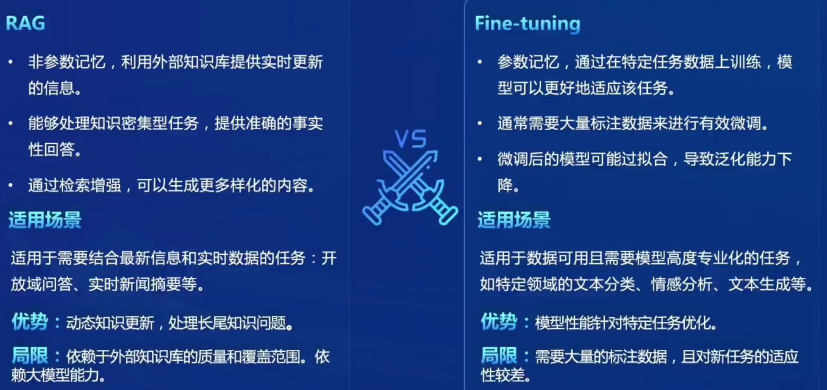 RAG
• 非参数记忆，利用外部知识库提供实时更新
的信息。
• 能够处理知识密集型任务，提供准确的事实
性回答。
• 通过检索增强，可以生成更多样化的内容。
适用场景
适用于需要结合最新信息和实时数据的任务：开
放域问答、实时新闻摘要等。
优势：动态知识更新，处理长尾知识问题。
局限：依赖于外部知识库的质量和覆盖范围。依
赖大模型能力。
VS
Fine-tuning
• 参数记忆，通过在特定任务数据上训练，模
型可以更好地适应该任务。
• 通常需要大量标注数据来进行有效微调。
• 微调后的模型可能过拟合，导致泛化能力下
降。
适用场景
适用于数据可用且需要模型高度专业化的任务，
如特定领域的文本分类、情感分析、文本生成等。
优势：模型性能针对特定任务优化。
局限：需要大量的标注数据，且对新任务的适应
性较差。